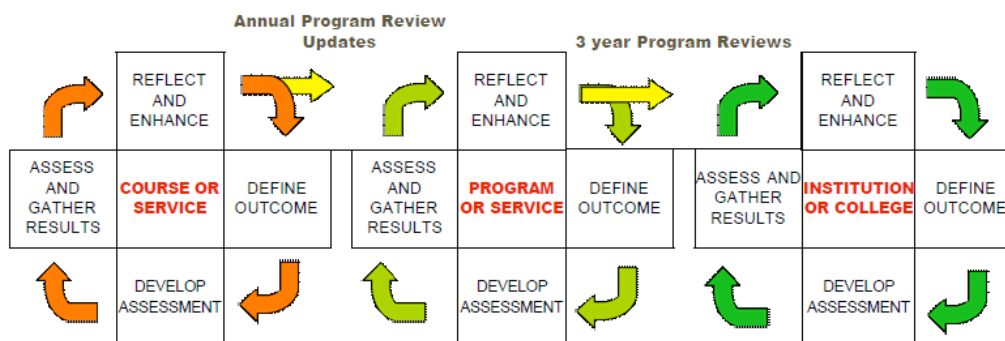 Annual Program Review
Updates
3 year Program Reviews
REFLECT
AND
ENHANCE
ASSESS
AND
GATHER
RESULTS
COURSE OR
SERVICE
DEFINE
OUTCOME
DEVELOP
ASSESSMENT
REFLECT
AND
ENHANCE
ASSESS
AND
GATHER
RESULTS
PROGRAM
OR SERVICE
DEFINE
OUTCOME
DEVELOP
ASSESSMENT
REFLECT
AND
ENHANCE
ASSESS AND
GATHER
RESULTS
INSTITUTION
OR COLLEGE
DEFINE
OUTCOME
DEVELOP
ASSESSMENT